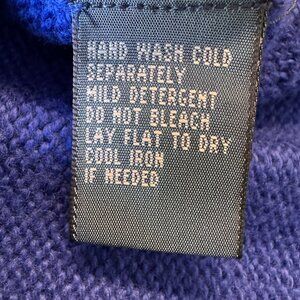 HAND WASH COLD
SEPARATELY
MILD DETERGENT
DO NOT BLEACH
LAY FLAT TO DRY
COOL IRON
IF NEEDED